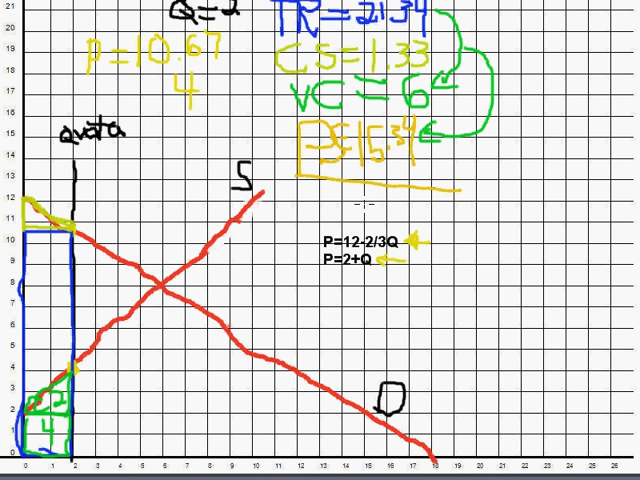 Q=2
TR=21.34
P=10.67
4
CS=1.33
VC=6
PS=15.34
Quota
S
P=12-2/3Q
P=2+Q
D
2
4
21
20
19
18
17
16
15
14
13
12
11
10
9
8
7
6
5
4
3
2
1
0
0 1 2 3 4 5 6 7 8 9 10 11 12 13 14 15 16 17 18 19 20 21 22 23 24 25 26